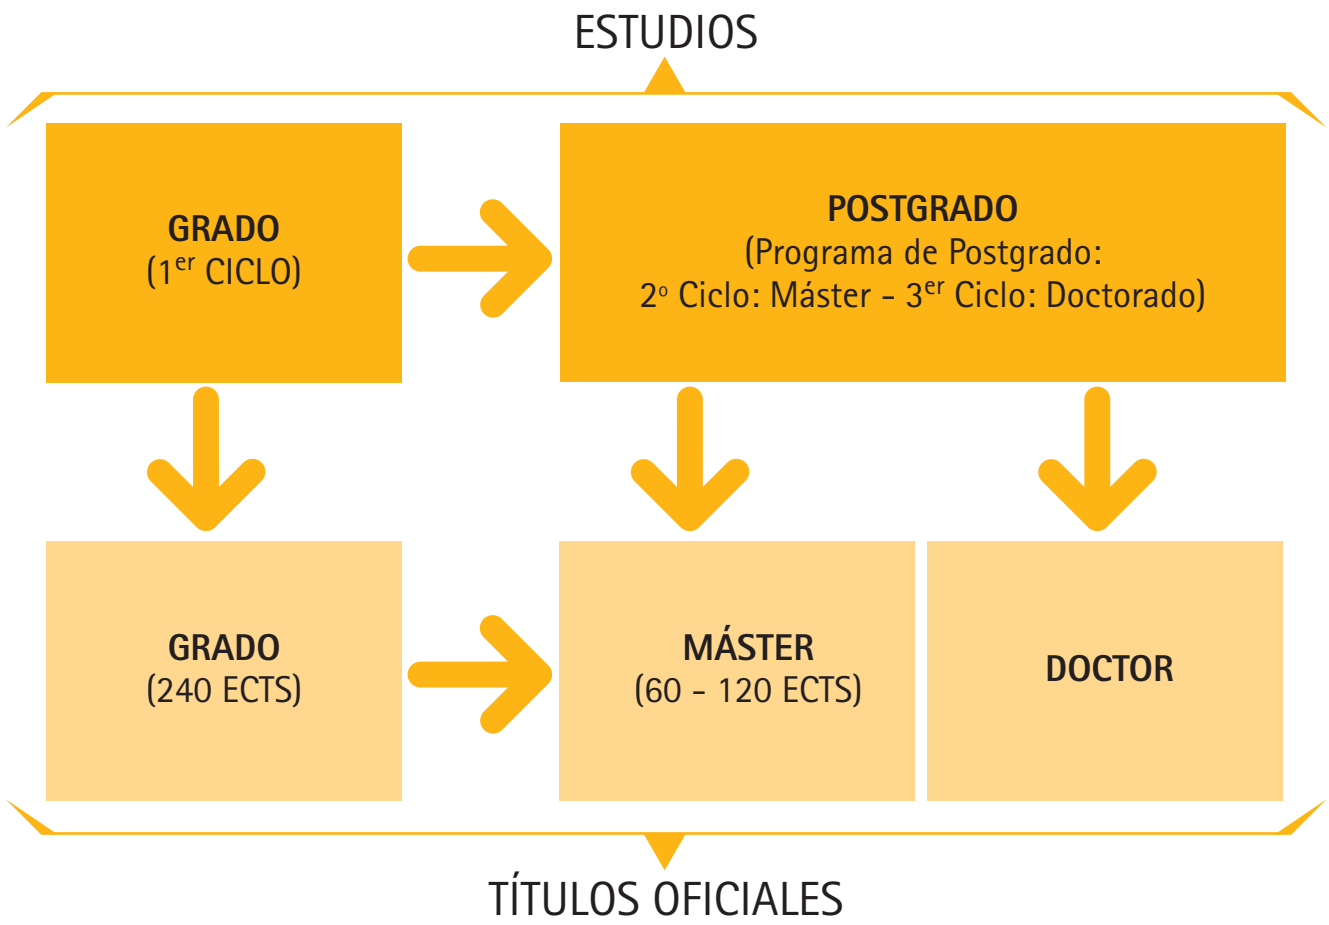 ESTUDIOS
GRADO
(1er CICLO)
POSTGRADO
(Programa de Postgrado:
2º Ciclo: Máster - 3er Ciclo: Doctorado)
GRADO
(240 ECTS)
MÁSTER
(60 - 120 ECTS)
DOCTOR
TÍTULOS OFICIALES